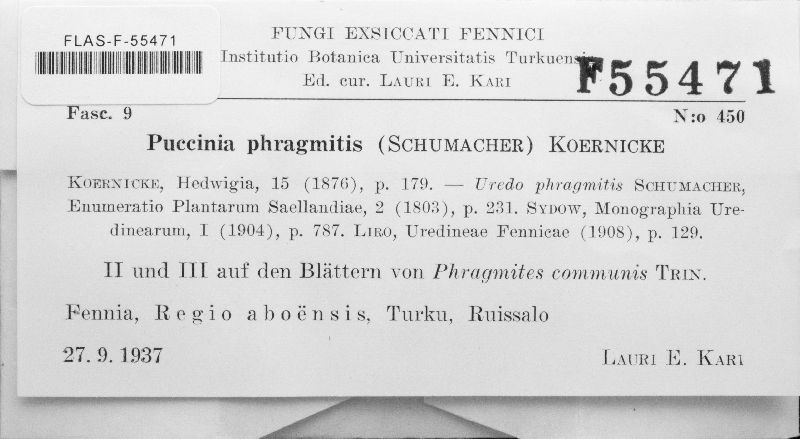 FLAS-F-55471
FUNGI EXSICCATI FENNICI
Institutio Botanica Universitatis Turkuensis
Ed. cur. LAURI E. KARI
F55471
Fasc. 9
N:o 450
Puccinia phragmitis (SCHUMACHER) KOERNICKE
KOERNICKE, Hedwigia, 15 (1876), p. 179. — Uredo phragmitis SCHUMACHER,
Enumeratio Plantarum Saellandiae, 2 (1803), p. 231. SYDOW, Monographia Ure-
dinearum, I (1904), p. 787. LIRO, Uredineae Fennicae (1908), p. 129.
II und III auf den Blättern von Phragmites communis TRIN.
Fennia, Regio aboënsis, Turku, Ruissalo
27. 9. 1937
LAURI E. KARI